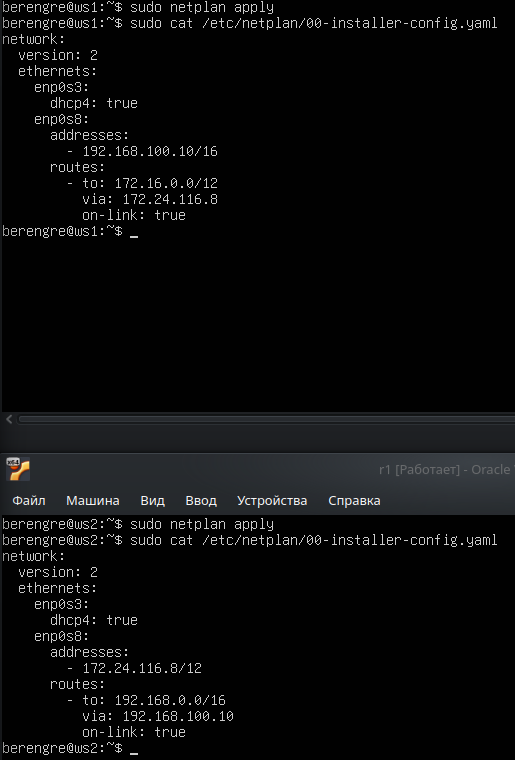 berengre@ws1:~$ sudo netplan apply
berengre@ws1:~$ sudo cat /etc/netplan/00-installer-config.yaml
network:
  version: 2
  ethernets:
    enp0s3:
      dhcp4: true
    enp0s8:
      addresses:
        - 192.168.100.10/16
      routes:
        - to: 172.16.0.0/12
          via: 172.24.116.8
          on-link: true
berengre@ws1:~$ _
r1 [Работает] - Oracle
Файл Машина Вид Ввод Устройства Справка
berengre@ws2:~$ sudo netplan apply
berengre@ws2:~$ sudo cat /etc/netplan/00-installer-config.yaml
network:
  version: 2
  ethernets:
    enp0s3:
      dhcp4: true
    enp0s8:
      addresses:
        - 172.24.116.8/12
      routes:
        - to: 192.168.0.0/16
          via: 192.168.100.10
          on-link: true
berengre@ws2:~$ _